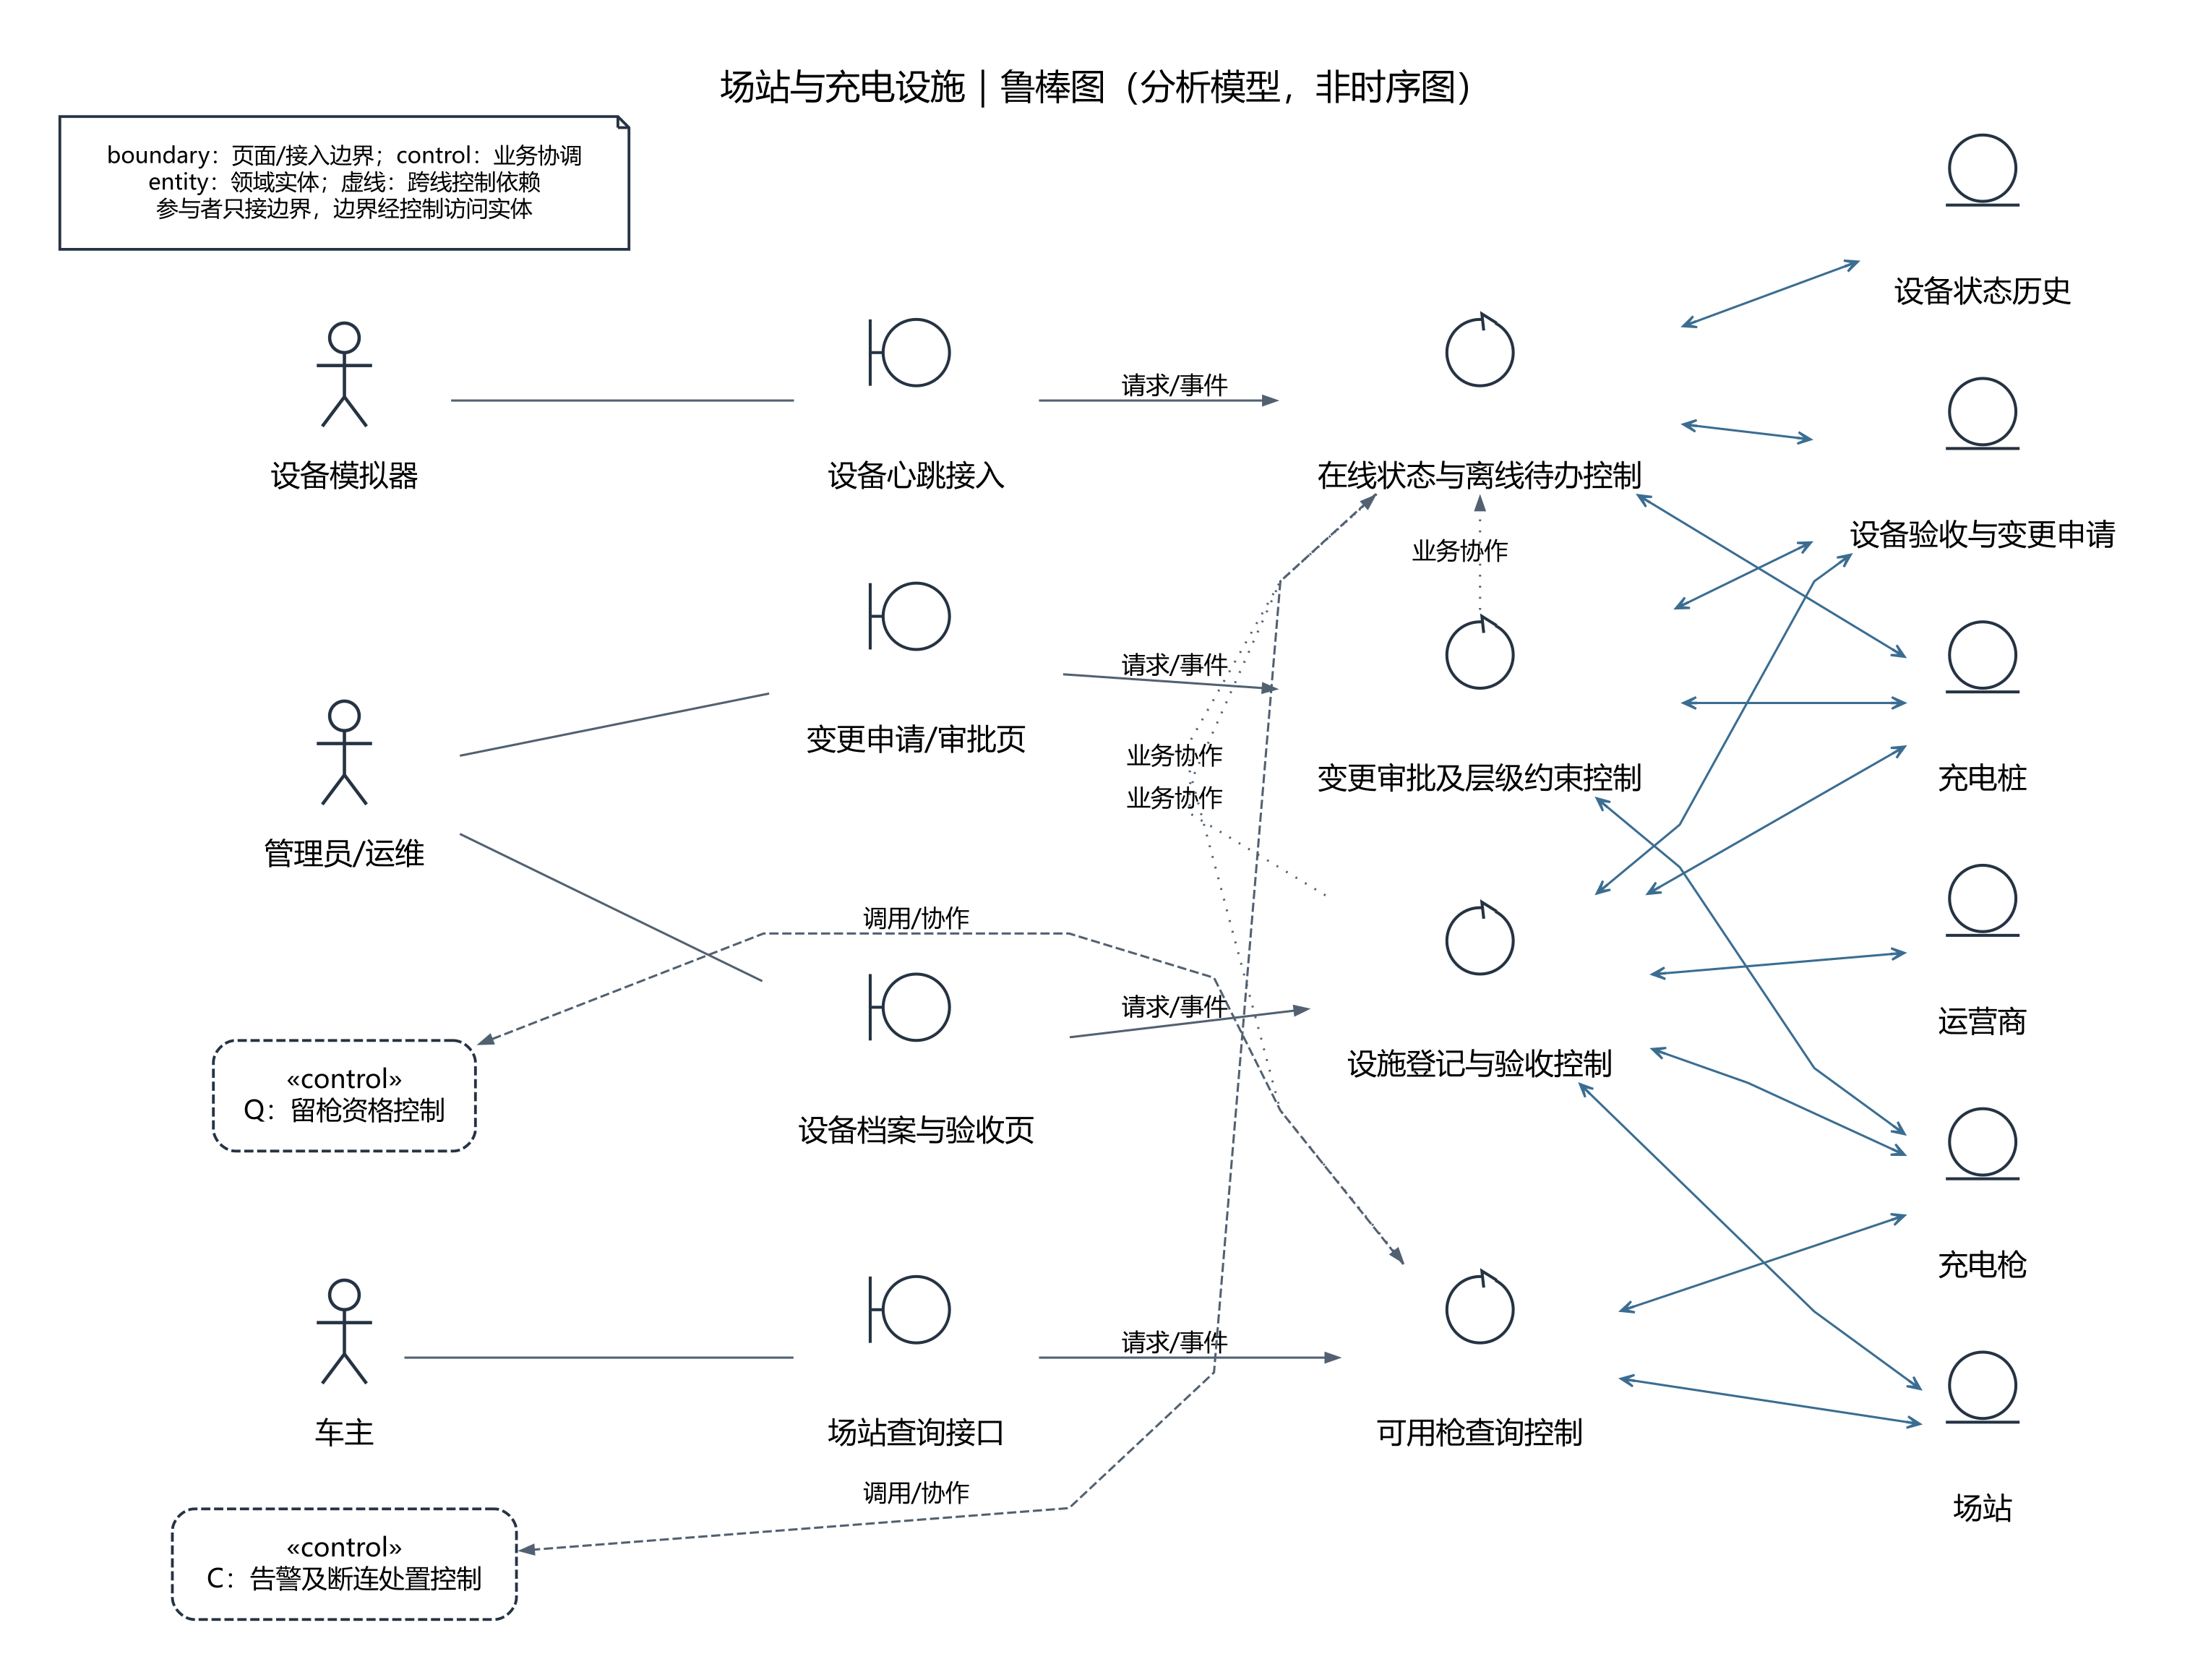 场站与充电设施 | 鲁棒图（分析模型，非时序图）
boundary：页面/接入边界；control：业务协调
entity：领域实体；虚线：跨线控制依赖
参与者只接边界，边界经控制访问实体
设备状态历史
请求/事件
设备模拟器
设备心跳接入
在线状态与离线待办控制
业务协作
设备验收与变更申请
请求/事件
变更申请/审批页
业务协作
变更审批及层级约束控制
充电桩
业务协作
管理员/运维
调用/协作
请求/事件
运营商
设施登记与验收控制
«control»
Q：留枪资格控制
设备档案与验收页
充电枪
请求/事件
车主
场站查询接口
可用枪查询控制
调用/协作
场站
«control»
C：告警及断连处置控制